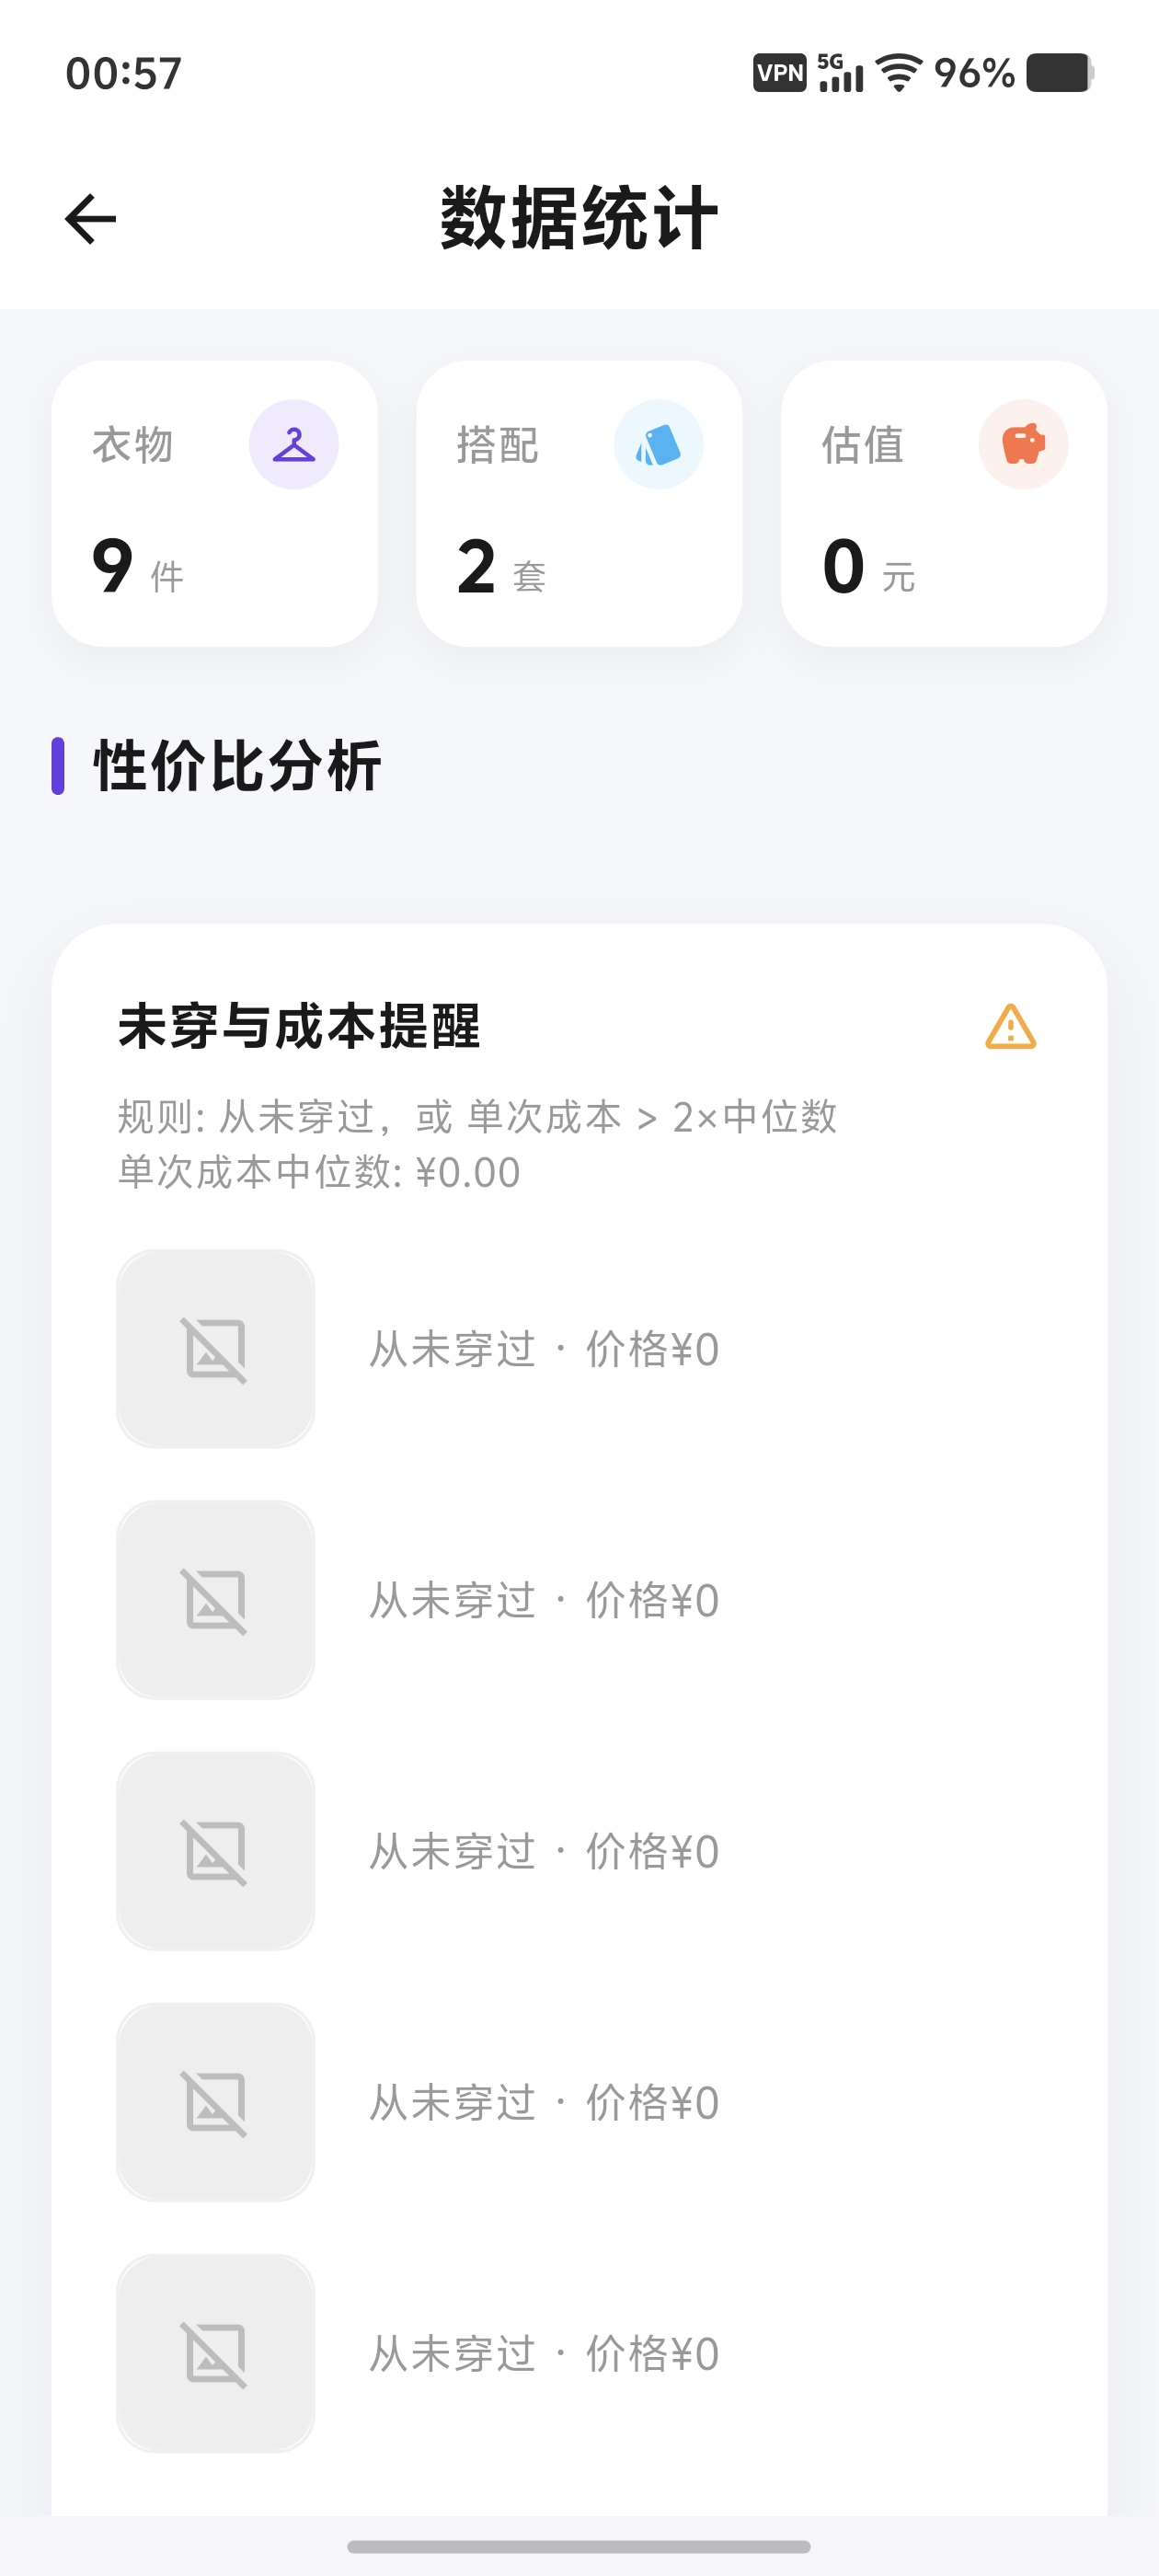 00:57
VPN 5G 96%
数据统计
衣物
9 件
搭配
2 套
估值
0 元
性价比分析
未穿与成本提醒
规则: 从未穿过，或 单次成本 > 2×中位数
单次成本中位数: ¥0.00
从未穿过 · 价格¥0
从未穿过 · 价格¥0
从未穿过 · 价格¥0
从未穿过 · 价格¥0
从未穿过 · 价格¥0